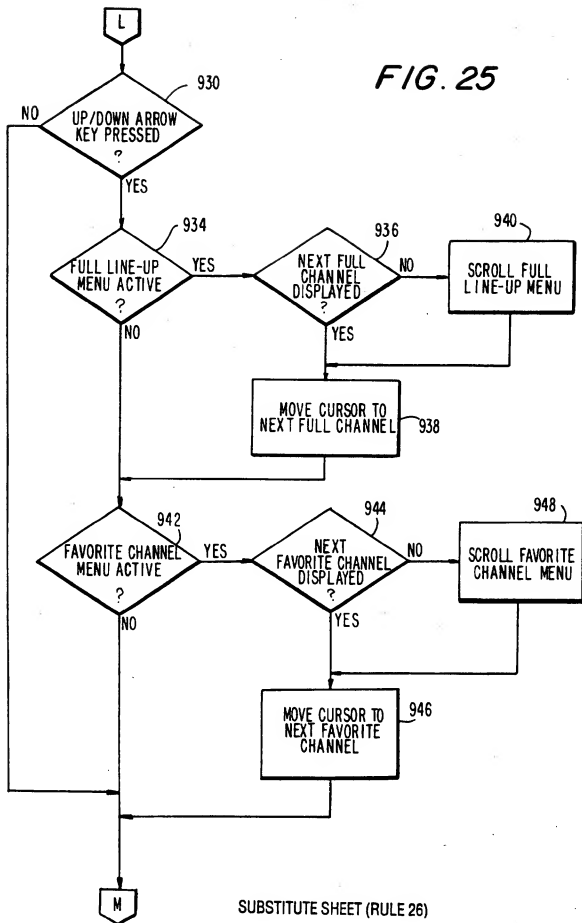 L
FIG. 25
930
NO
UP/DOWN ARROW
KEY PRESSED
?
YES
934
FULL LINE-UP
MENU ACTIVE
?
YES
NO
936
NEXT FULL
CHANNEL
DISPLAYED
?
NO
YES
940
SCROLL FULL
LINE-UP MENU
MOVE CURSOR TO
NEXT FULL CHANNEL
938
942
FAVORITE CHANNEL
MENU ACTIVE
?
YES
NO
944
NEXT
FAVORITE CHANNEL
DISPLAYED
?
NO
YES
948
SCROLL FAVORITE
CHANNEL MENU
MOVE CURSOR TO
NEXT FAVORITE
CHANNEL
946
M
SUBSTITUTE SHEET (RULE 26)